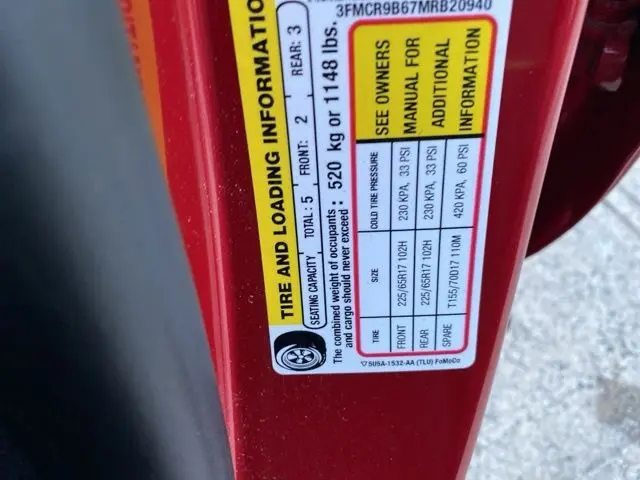 3FMCR9B67MRB20940
TIRE AND LOADING INFORMATIO
SEATING CAPACITY TOTAL: 5 FRONT: 2 REAR: 3
The combined weight of occupants
and cargo should never exceed : 520 kg or 1148 lbs.
TIRE SIZE COLD TIRE PRESSURE
FRONT 225/65R17 102H 230 KPA, 33 PSI
REAR 225/65R17 102H 230 KPA, 33 PSI
SPARE T155/70D17 110M 420 KPA, 60 PSI
SEE OWNERS
MANUAL FOR
ADDITIONAL
INFORMATION
5U5A-1532-AA (TLU) FoMoCo